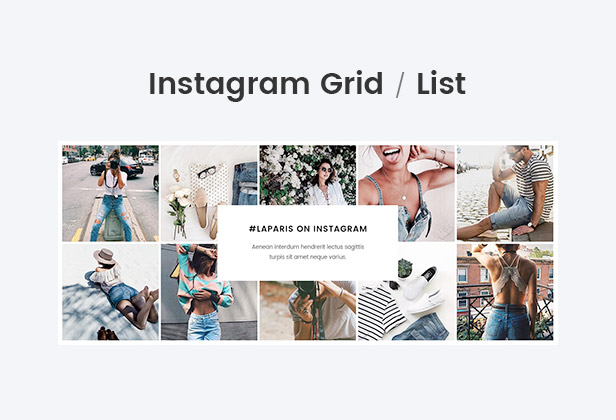 Instagram Grid / List
#LAPARIS ON INSTAGRAM
Aenean interdum hendrerit lectus sagittis
turpis sit amet neque varius.